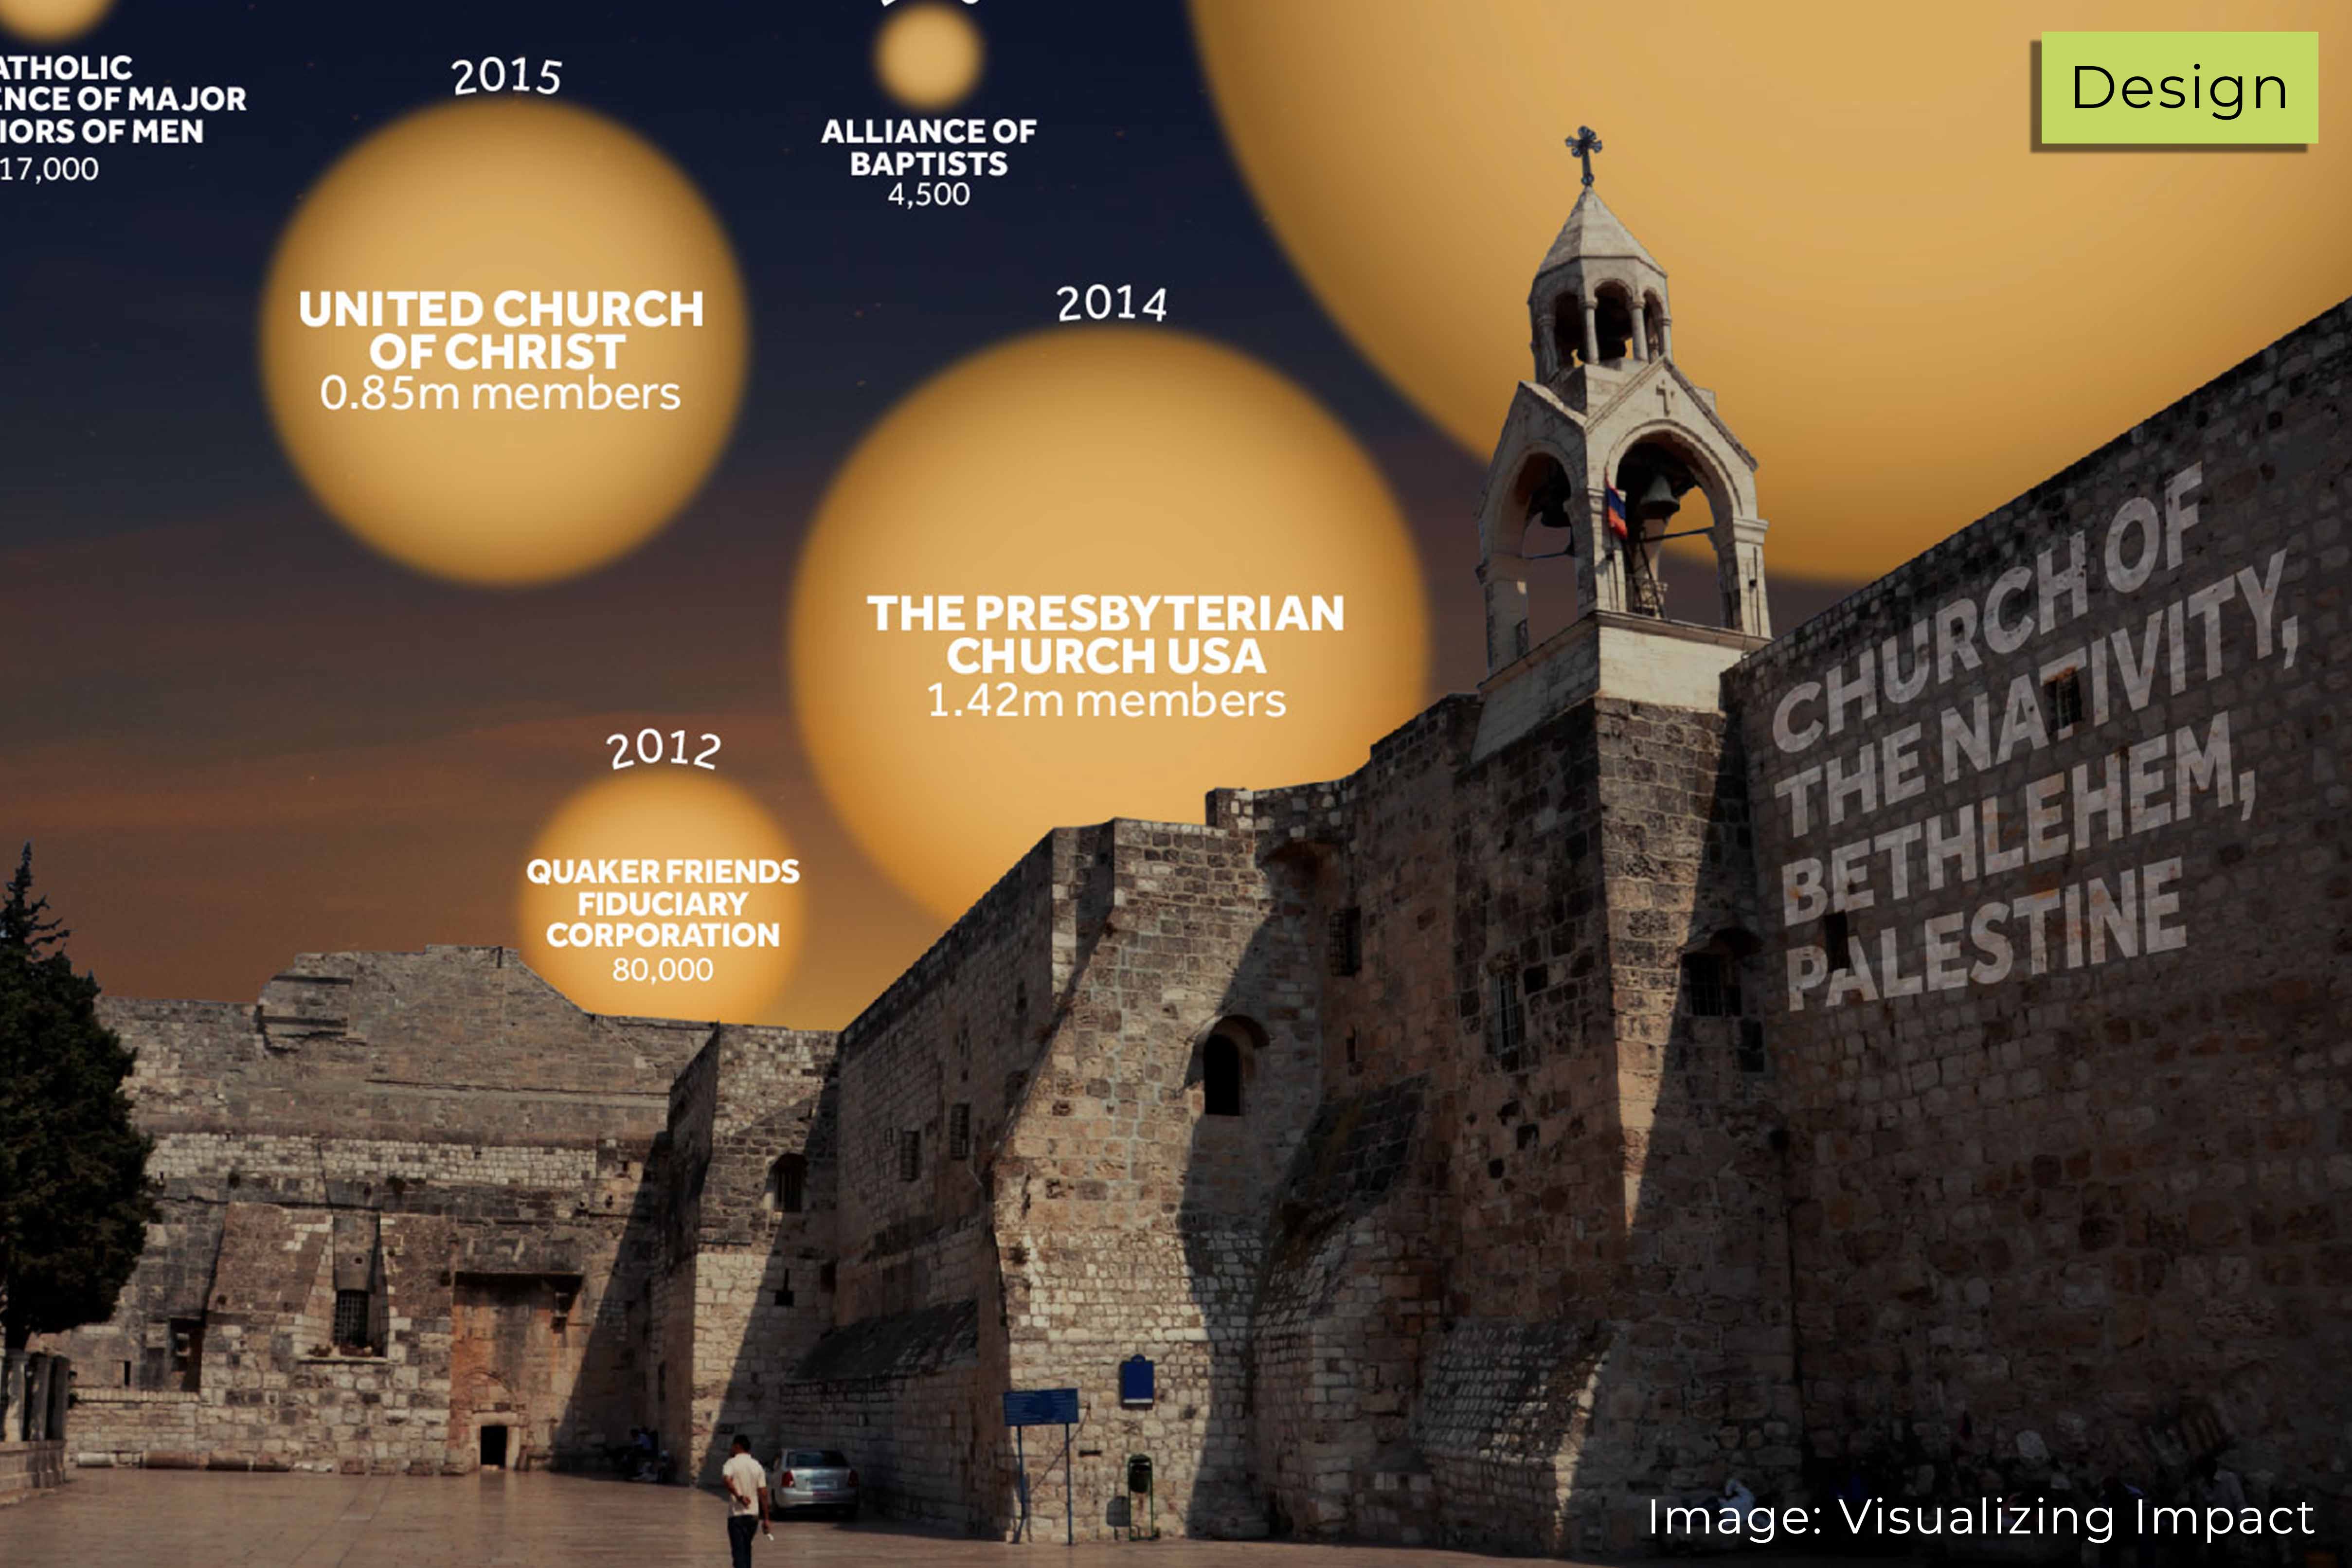 Design
ATHOLIC
ENCE OF MAJOR
IORS OF MEN
17,000
2015
UNITED CHURCH
OF CHRIST
0.85m members
ALLIANCE OF
BAPTISTS
4,500
2014
THE PRESBYTERIAN
CHURCH USA
1.42m members
2012
QUAKER FRIENDS
FIDUCIARY
CORPORATION
80,000
CHURCH OF
THE NATIVITY,
BETHLEHEM,
PALESTINE
Image: Visualizing Impact